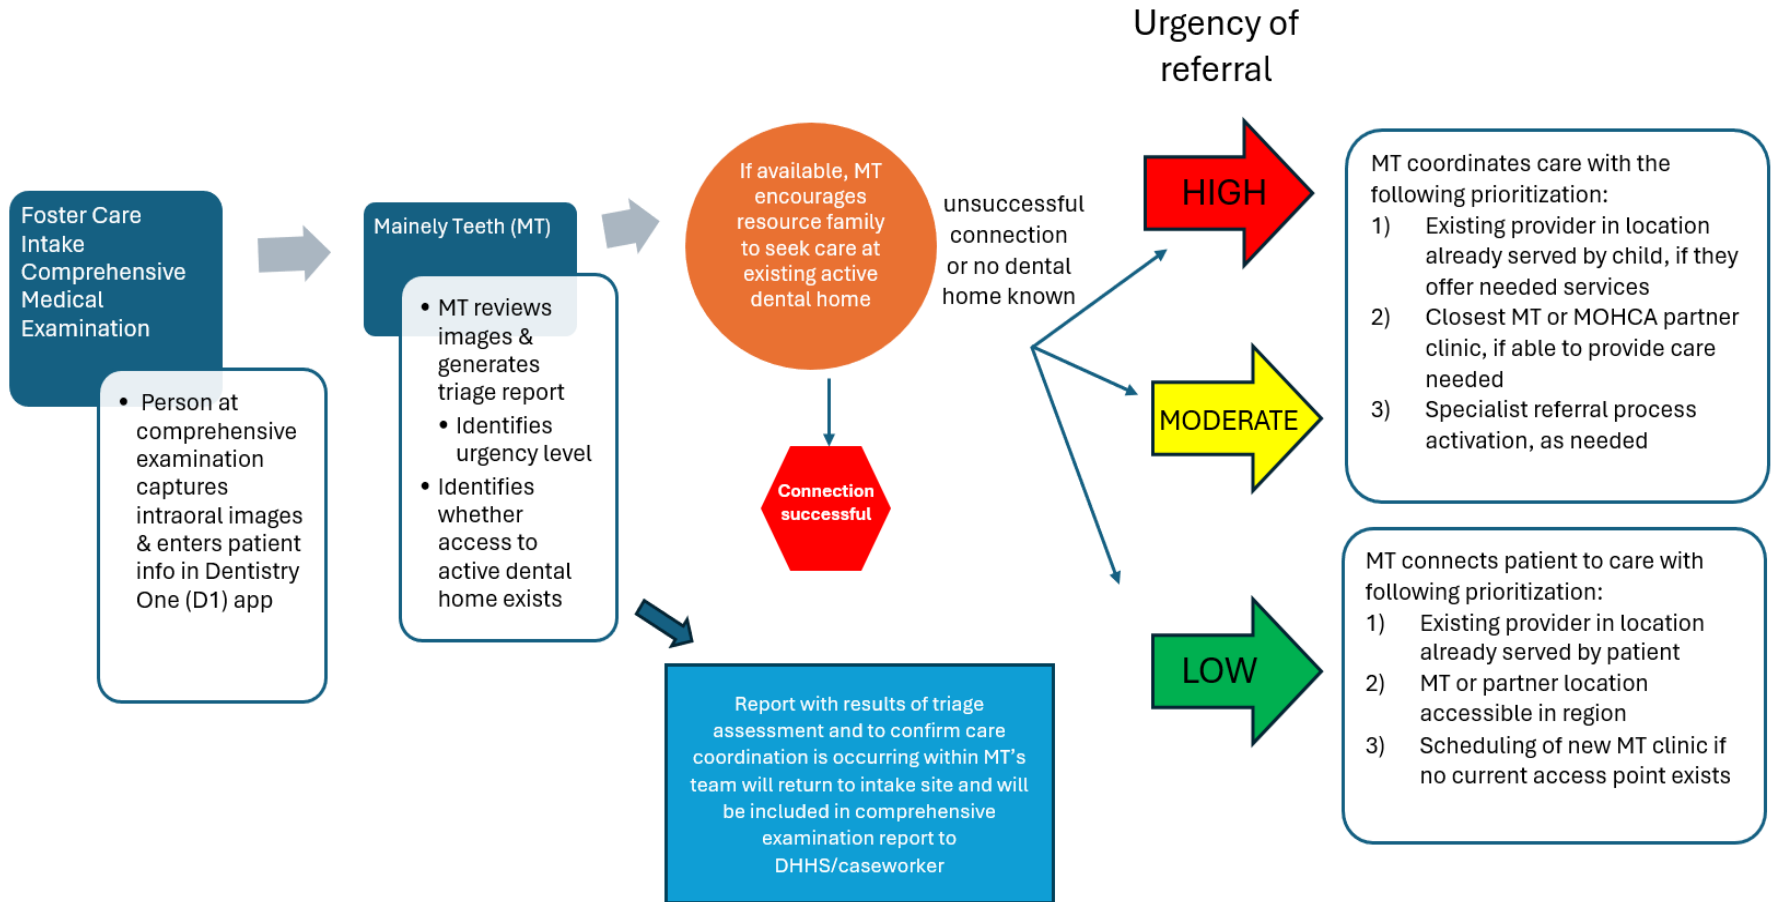 Urgency of
referral
Foster Care
Intake
Comprehensive
Medical
Examination
• Person at
comprehensive
examination
captures
intraoral images
& enters patient
info in Dentistry
One (D1) app
Mainely Teeth (MT)
• MT reviews
images &
generates
triage report
• Identifies
urgency level
• Identifies
whether
access to
active dental
home exists
If available, MT
encourages
resource family
to seek care at
existing active
dental home
Connection
successful
unsuccessful
connection
or no dental
home known
Report with results of triage
assessment and to confirm care
coordination is occurring within MT's
team will return to intake site and will
be included in comprehensive
examination report to
DHHS/caseworker
HIGH
MODERATE
LOW
MT coordinates care with the
following prioritization:
1) Existing provider in location
already served by child, if they
offer needed services
2) Closest MT or MOHCA partner
clinic, if able to provide care
needed
3) Specialist referral process
activation, as needed
MT connects patient to care with
following prioritization:
1) Existing provider in location
already served by patient
2) MT or partner location
accessible in region
3) Scheduling of new MT clinic if
no current access point exists